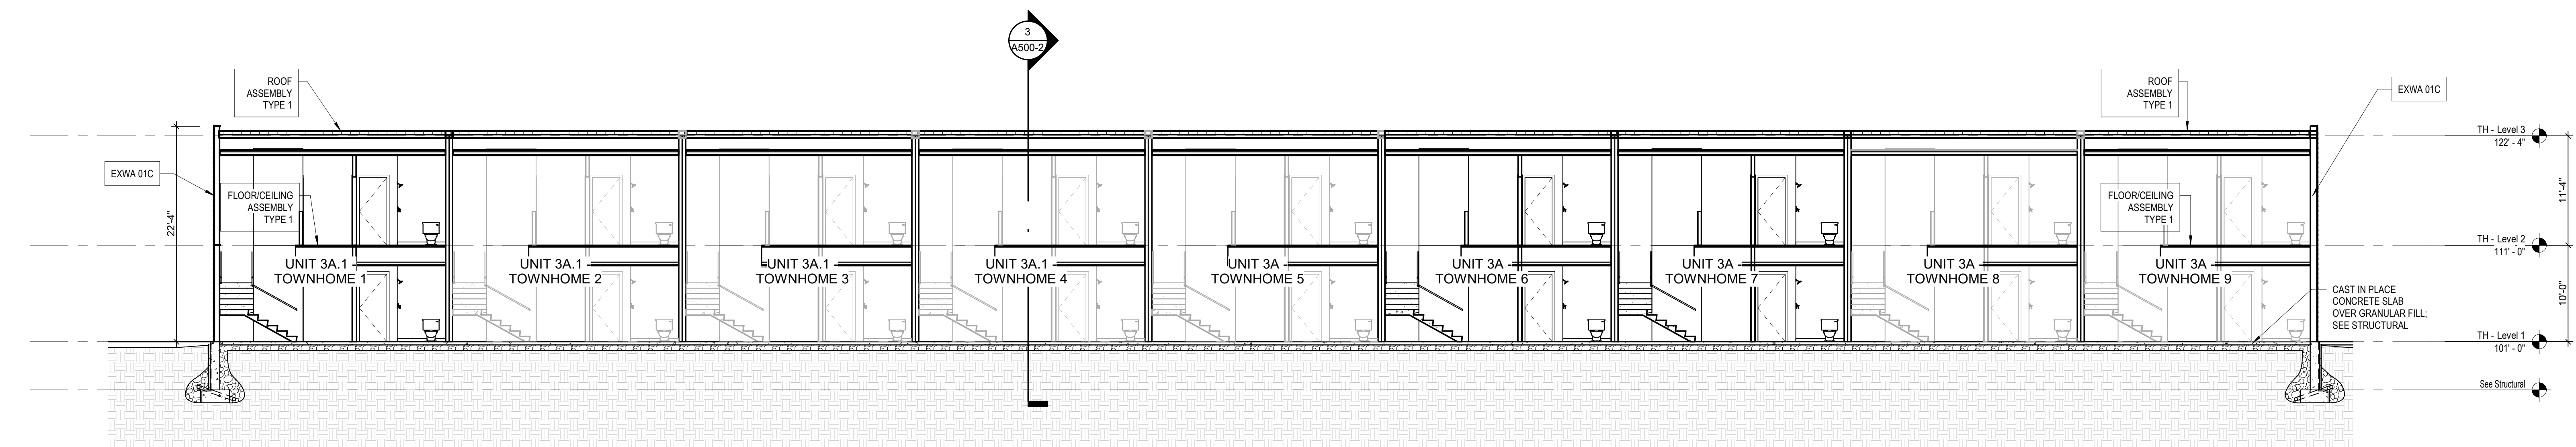 3
A500-2
ROOF
ASSEMBLY
TYPE 1
ROOF
ASSEMBLY
TYPE 1
EXWA 01C
TH - Level 3
122' - 4"
EXWA 01C
FLOOR/CEILING
ASSEMBLY
TYPE 1
FLOOR/CEILING
ASSEMBLY
TYPE 1
22'-4"
11'-4"
TH - Level 2
111' - 0"
UNIT 3A.1
TOWNHOME 1
UNIT 3A.1
TOWNHOME 2
UNIT 3A.1
TOWNHOME 3
UNIT 3A.1
TOWNHOME 4
UNIT 3A
TOWNHOME 5
UNIT 3A
TOWNHOME 6
UNIT 3A
TOWNHOME 7
UNIT 3A
TOWNHOME 8
UNIT 3A
TOWNHOME 9
10'-0"
CAST IN PLACE
CONCRETE SLAB
OVER GRANULAR FILL;
SEE STRUCTURAL
TH - Level 1
101' - 0"
See Structural